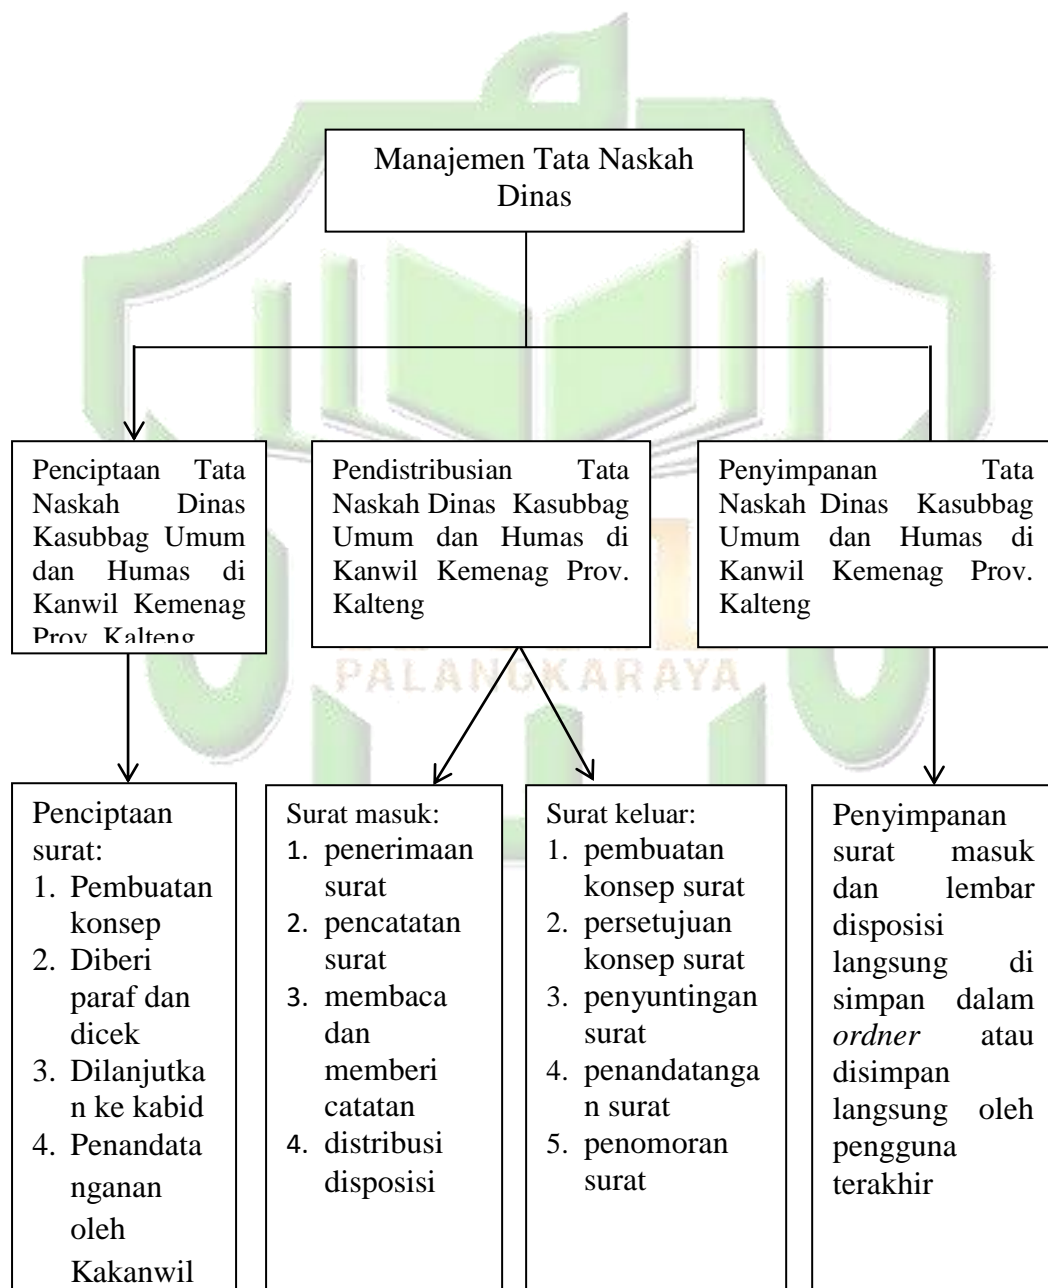 Manajemen Tata Naskah
Dinas
Penciptaan Tata
Naskah Dinas
Kasubbag Umum
dan Humas di
Kanwil Kemenag
Prov. Kalteng
Pendistribusian Tata
Naskah Dinas Kasubbag
Umum dan Humas di
Kanwil Kemenag Prov.
Kalteng
Penyimpanan Tata
Naskah Dinas Kasubbag
Umum dan Humas di
Kanwil Kemenag Prov.
Kalteng
PALANGKARAYA
Penciptaan
surat:
1. Pembuatan
konsep
2. Diberi
paraf dan
dicek
3. Dilanjutka
n ke kabid
4. Penandata
nganan
oleh
Kakanwil
Surat masuk:
1. penerimaan
surat
2. pencatatan
surat
3. membaca
dan
memberi
catatan
4. distribusi
disposisi
Surat keluar:
1. pembuatan
konsep surat
2. persetujuan
konsep surat
3. penyuntingan
surat
4. penandatanga
n surat
5. penomoran
surat
Penyimpanan
surat masuk
dan lembar
disposisi
langsung di
simpan dalam
ordner atau
disimpan
langsung oleh
pengguna
terakhir